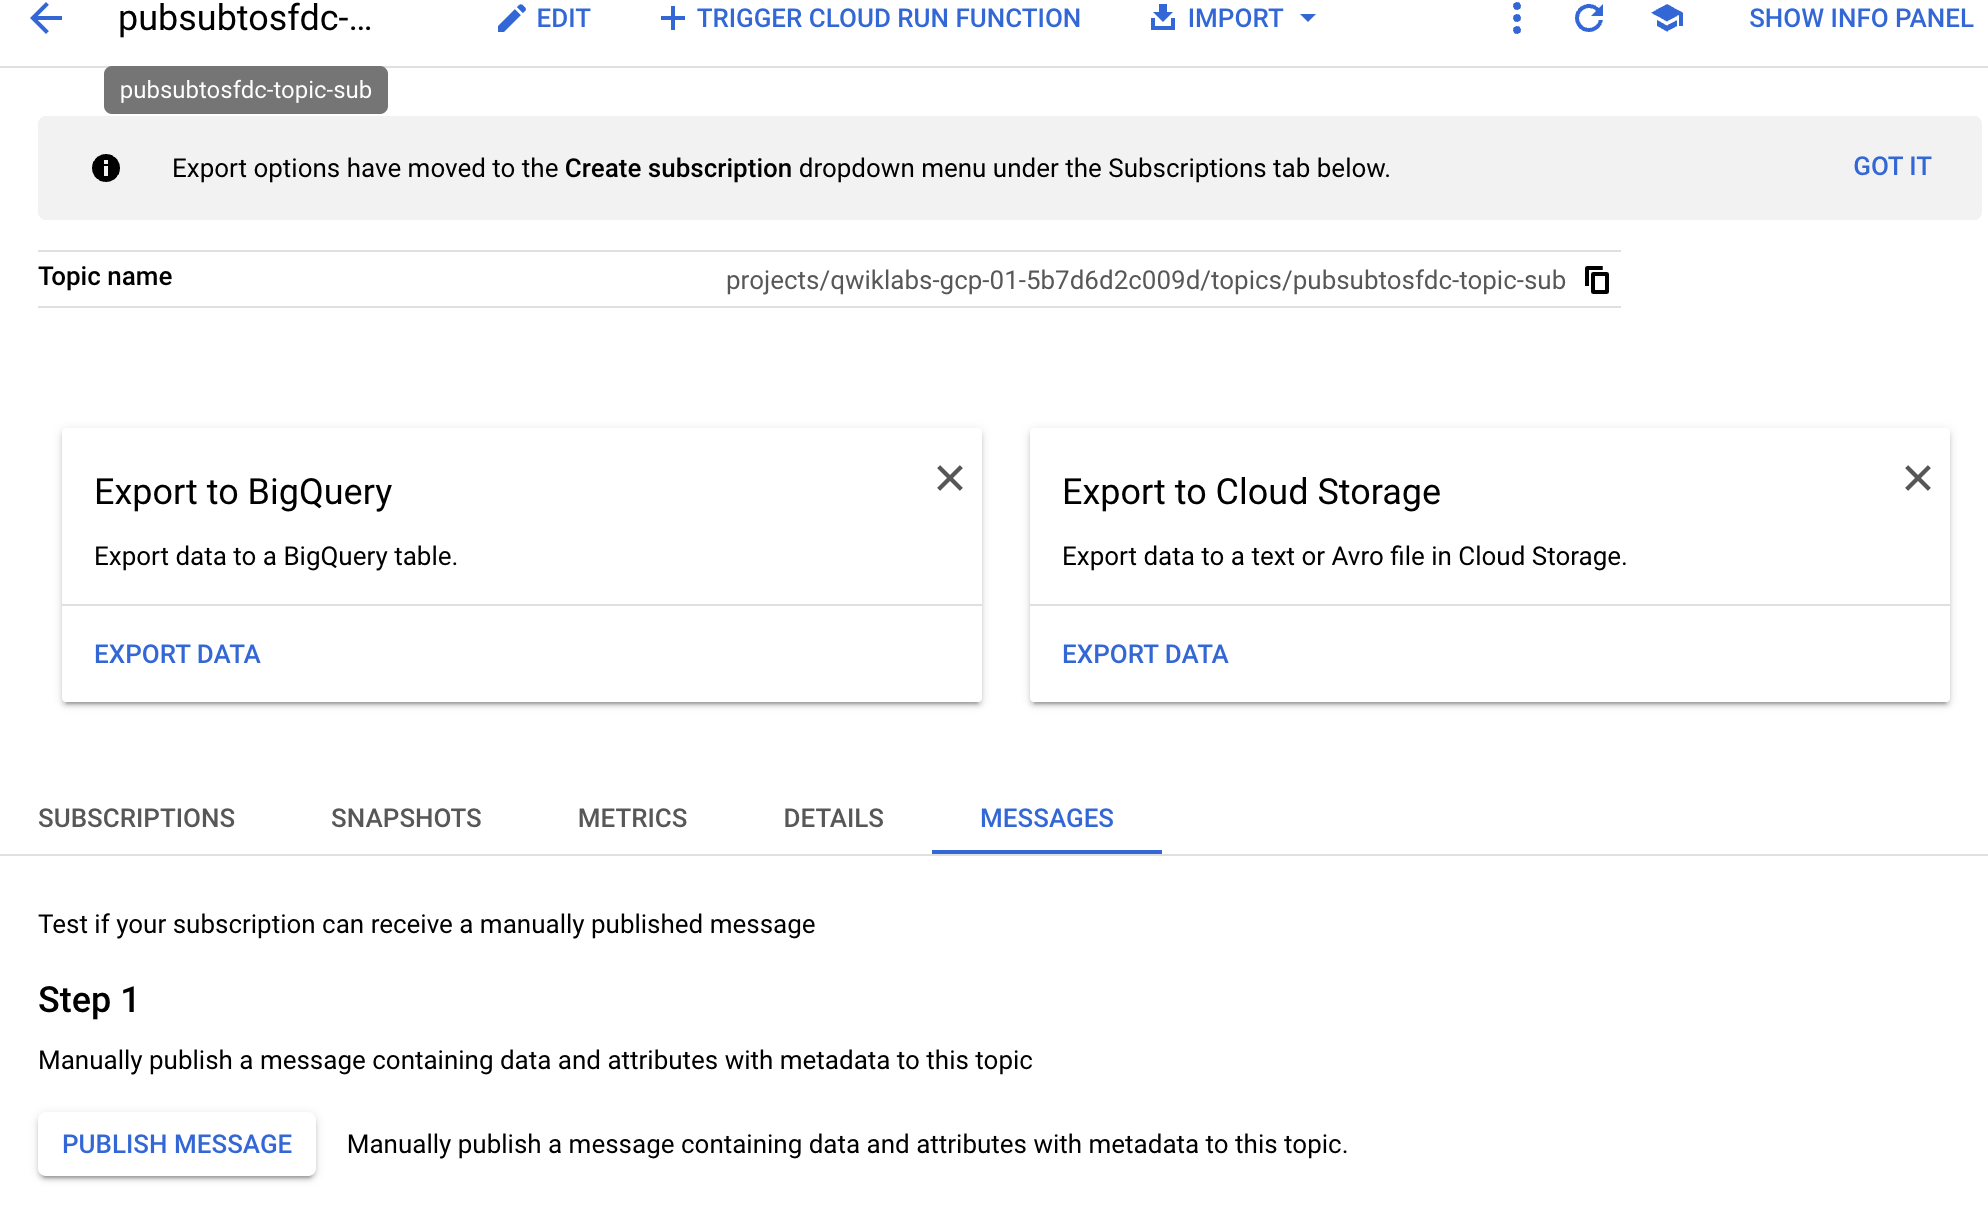 pubsubtosfdc-... EDIT TRIGGER CLOUD RUN FUNCTION IMPORT SHOW INFO PANEL
pubsubtosfdc-topic-sub
Export options have moved to the Create subscription dropdown menu under the Subscriptions tab below. GOT IT
Topic name projects/qwiklabs-gcp-01-5b7d6d2c009d/topics/pubsubtosfdc-topic-sub
Export to BigQuery
Export data to a BigQuery table.
EXPORT DATA
Export to Cloud Storage
Export data to a text or Avro file in Cloud Storage.
EXPORT DATA
SUBSCRIPTIONS SNAPSHOTS METRICS DETAILS MESSAGES
Test if your subscription can receive a manually published message
Step 1
Manually publish a message containing data and attributes with metadata to this topic
PUBLISH MESSAGE Manually publish a message containing data and attributes with metadata to this topic.